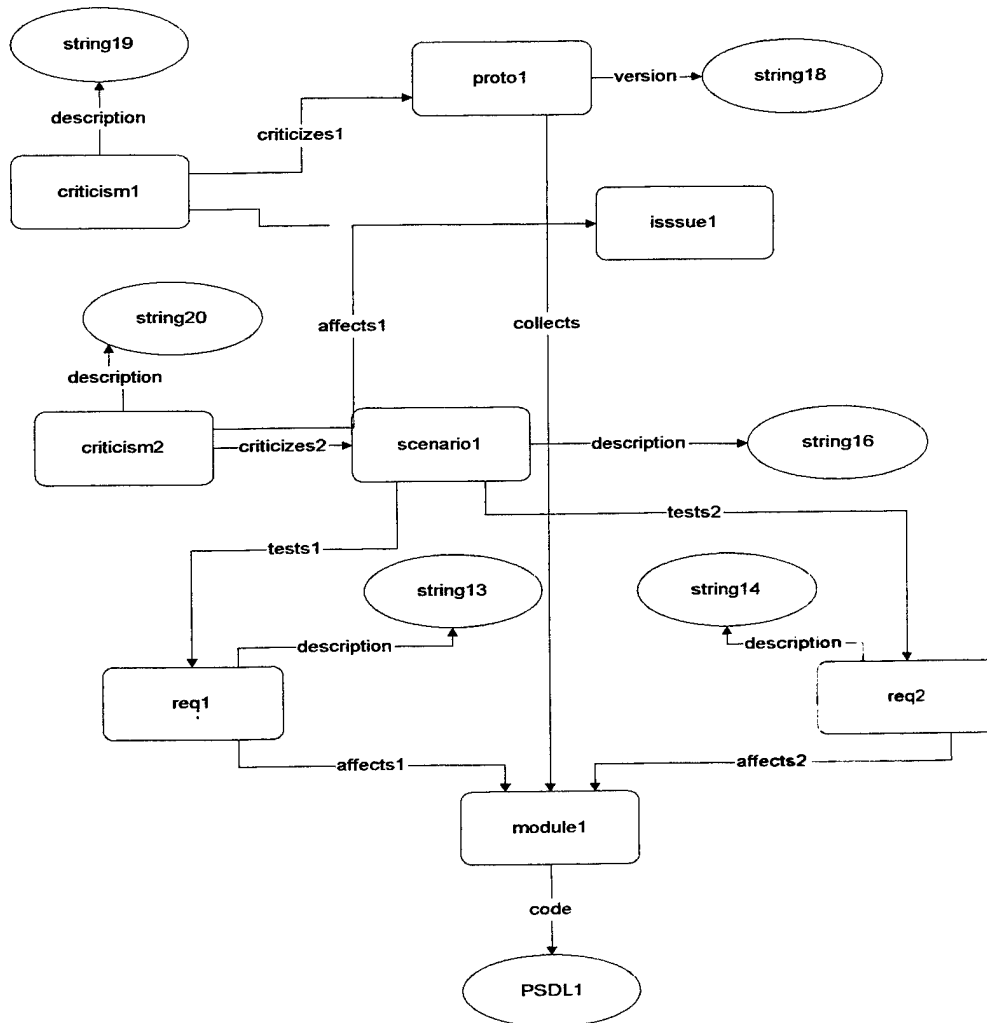 string19
proto1
version
string18
description
criticizes1
criticism1
isssue1
string20
affects1
collects
description
criticism2
criticizes2
scenario1
description
string16
tests2
tests1
string13
string14
description
description
req1
req2
affects1
affects2
module1
code
PSDL1